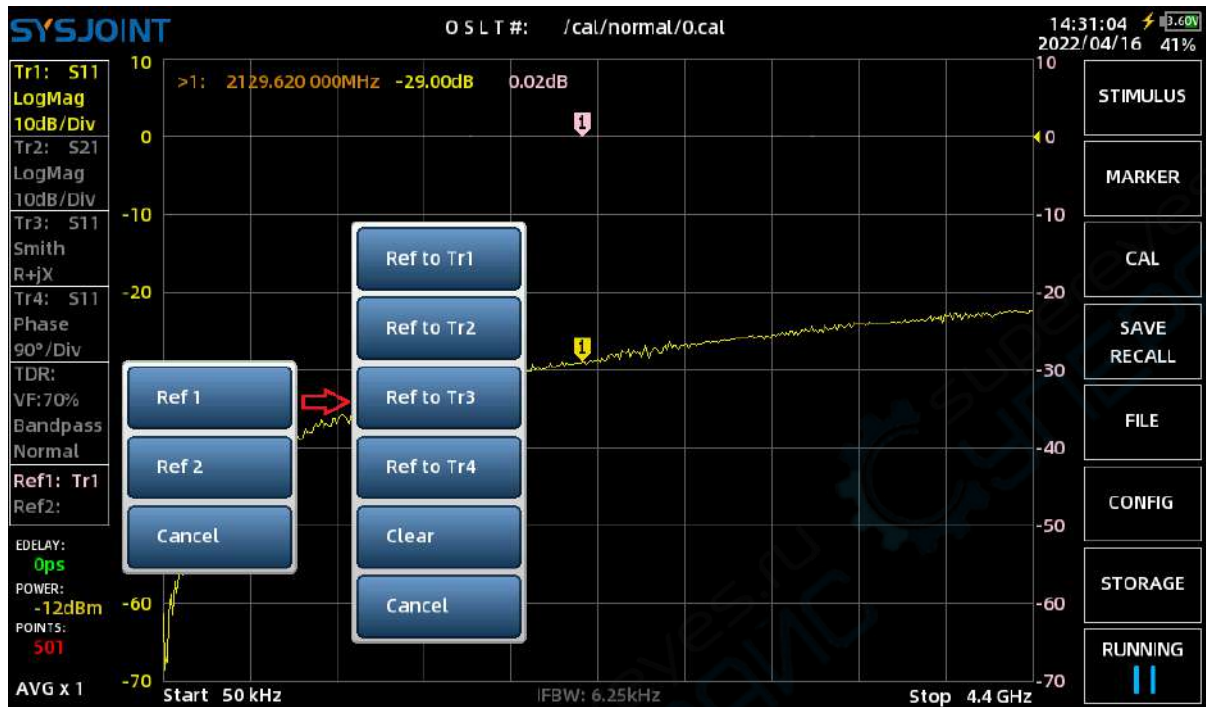 SYSJOINT
OSLT#: /cal/normal/0.cal
14:31:04 3.60V
2022/04/16 41%
Tr1: S11
LogMag
10dB/Div
Tr2: S21
LogMag
10dB/Div
Tr3: S11
Smith
R+jX
Tr4: S11
Phase
90°/Div
TDR:
VF:70%
Bandpass
Normal
Ref1: Tr1
Ref2:
EDELAY:
0ps
POWER:
-12dBm
POINTS:
501
AVG x 1
10
0
-10
-20
-60
-70
>1: 2129.620 000MHz -29.00dB 0.02dB
1
1
Ref 1
Ref 2
Cancel
Ref to Tr1
Ref to Tr2
Ref to Tr3
Ref to Tr4
Clear
Cancel
10
0
-10
-20
-30
-40
-50
-60
-70
Start 50 kHz
IFBW: 6.25kHz
Stop 4.4 GHz
STIMULUS
MARKER
CAL
SAVE
RECALL
FILE
CONFIG
STORAGE
RUNNING